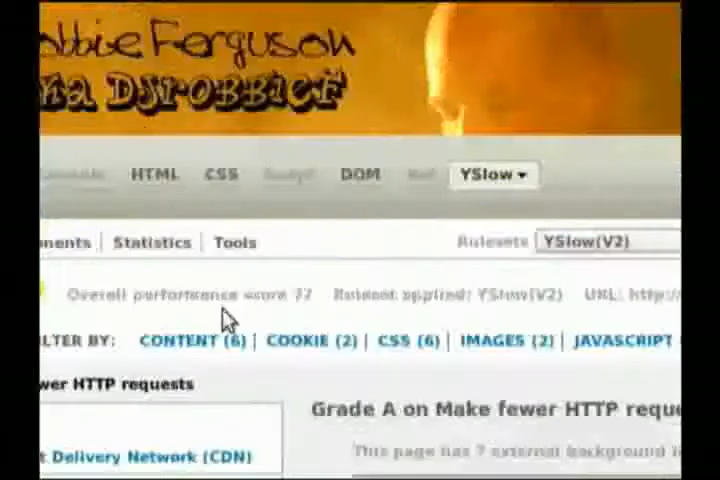 obbie Ferguson
ka DJRobbieF
HTML CSS DOM YSlow
nents Statistics Tools Rulesets YSlow(V2)
Overall performance score 77 Ruleset applied: YSlow(V2) URL: http:/
LTER BY: CONTENT (6) COOKIE (2) CSS (6) IMAGES (2) JAVASCRIPT
wer HTTP requests
Grade A on Make fewer HTTP reque
t Delivery Network (CDN)
This page has 7 external background i